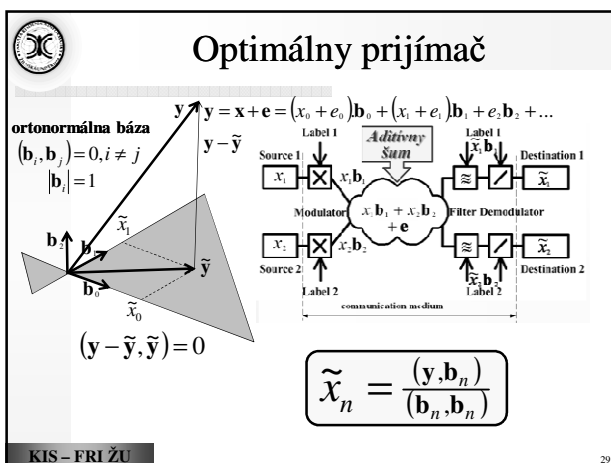 Optimálny prijímač
y y = x + e = (x₀ + e₀).b₀ + (x₁ + e₁).b₁ + e₂b₂ + ...
ortonormálna báza
(bᵢ, bⱼ) = 0, i ≠ j
|bᵢ| = 1
y − ỹ
b₂
b₁
x̃₁
b₀
x̃₀
ỹ
(y − ỹ, ỹ) = 0
Label 1
Aditívny
šum
Label 1
x̃₁b₁
Source 1
Destination 1
x₁
x₁b₁
x̃₁
Modulator
x₁b₁ + x₂b₂
+ e
Filter Demodulator
x₂
x₂b₂
x̃₂
Source 2
Destination 2
x̃₂b₂
Label 2
Label 2
communication medium
x̃ₙ = (y,bₙ) / (bₙ,bₙ)
KIS – FRI ŽU
29